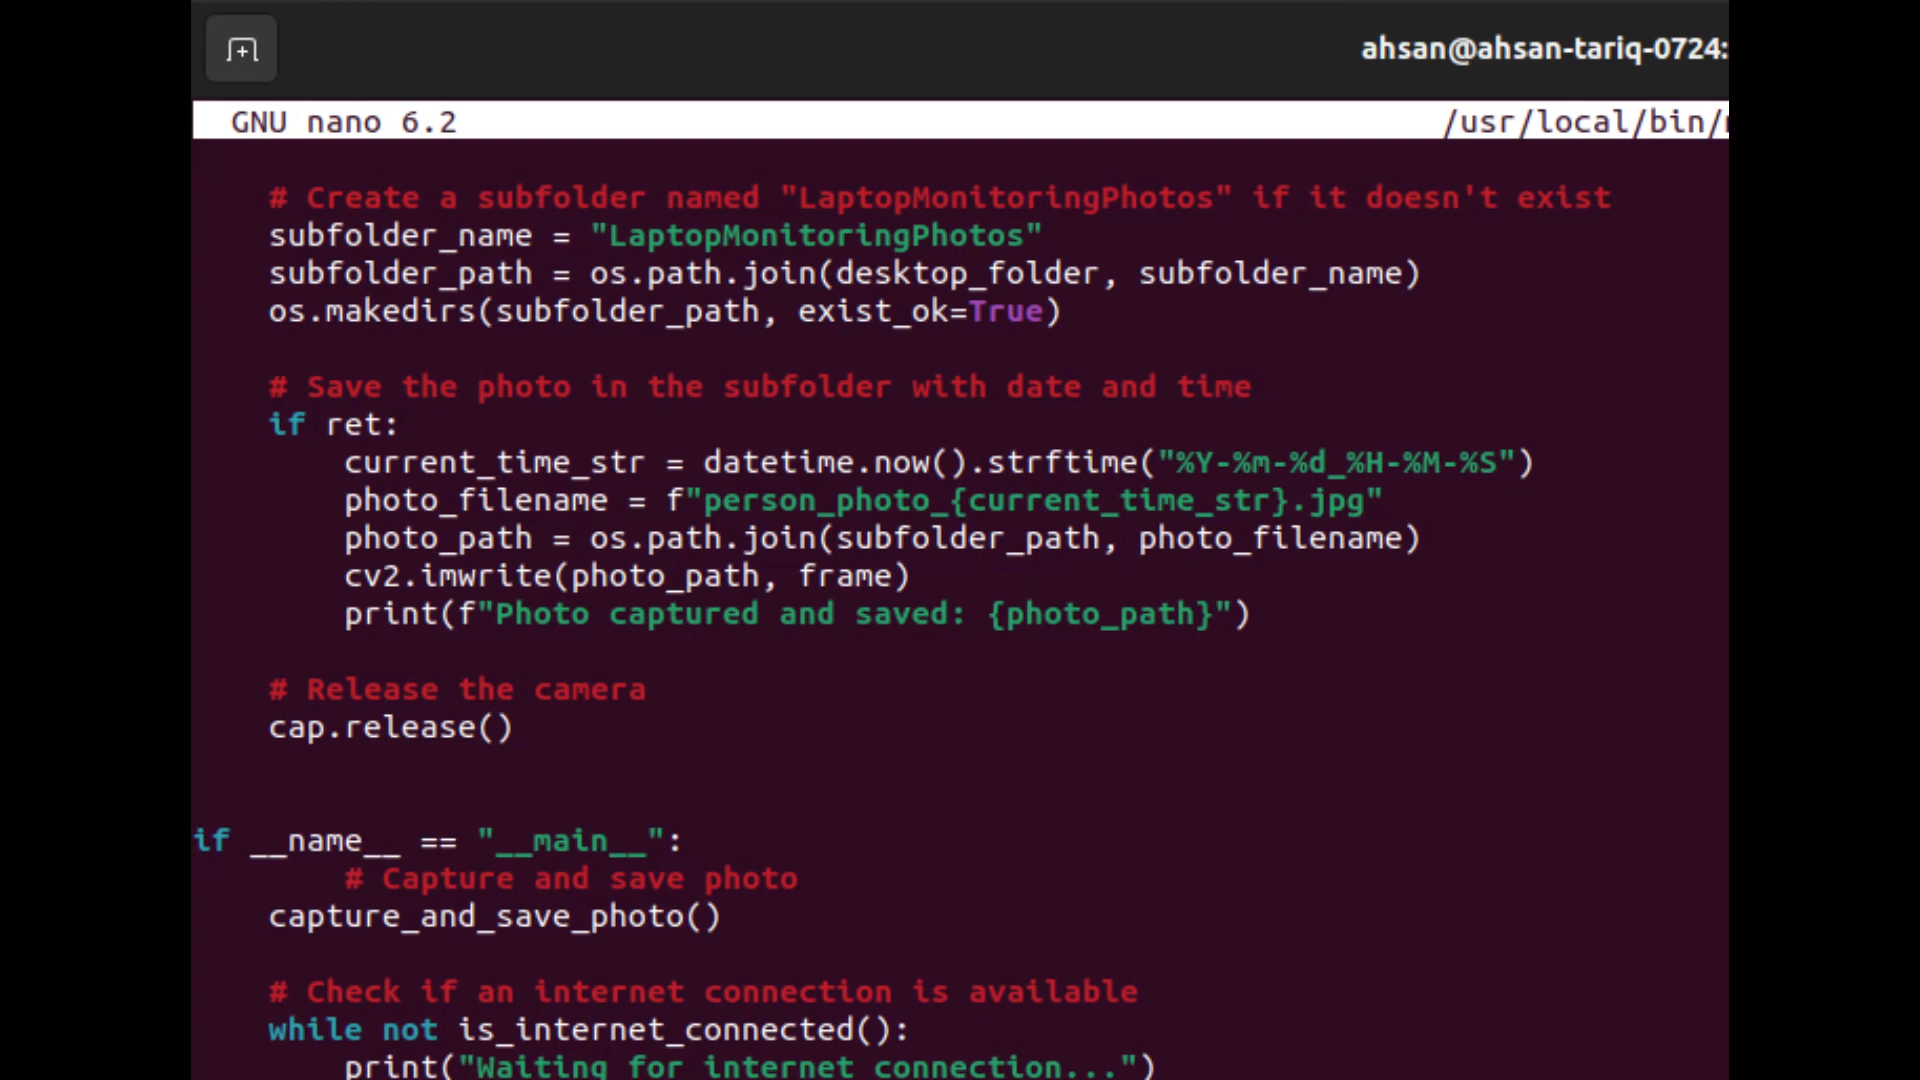 ahsan@ahsan-tariq-0724:
GNU nano 6.2 /usr/local/bin/
# Create a subfolder named "LaptopMonitoringPhotos" if it doesn't exist
subfolder_name = "LaptopMonitoringPhotos"
subfolder_path = os.path.join(desktop_folder, subfolder_name)
os.makedirs(subfolder_path, exist_ok=True)
# Save the photo in the subfolder with date and time
if ret:
current_time_str = datetime.now().strftime("%Y-%m-%d_%H-%M-%S")
photo_filename = f"person_photo_{current_time_str}.jpg"
photo_path = os.path.join(subfolder_path, photo_filename)
cv2.imwrite(photo_path, frame)
print(f"Photo captured and saved: {photo_path}")
# Release the camera
cap.release()
if __name__ == "__main__":
# Capture and save photo
capture_and_save_photo()
# Check if an internet connection is available
while not is_internet_connected():
print("Waiting for internet connection...")